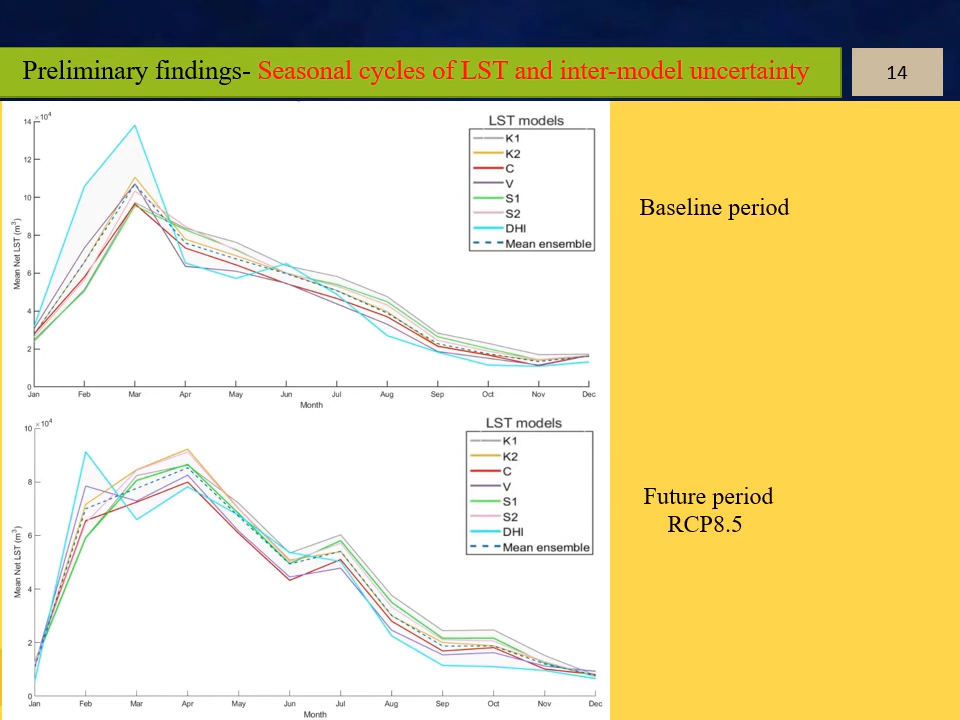 Preliminary findings- Seasonal cycles of LST and inter-model uncertainty
14
×10⁴
14
12
10
8
6
4
2
0
Mean Net LST (m³)
Jan Feb Mar Apr May Jun Jul Aug Sep Oct Nov Dec
Month
LST models
K1
K2
C
V
S1
S2
DHI
Mean ensemble
Baseline period
×10⁴
10
8
6
4
2
0
Mean Net LST (m³)
Jan Feb Mar Apr May Jun Jul Aug Sep Oct Nov Dec
Month
LST models
K1
K2
C
V
S1
S2
DHI
Mean ensemble
Future period
RCP8.5